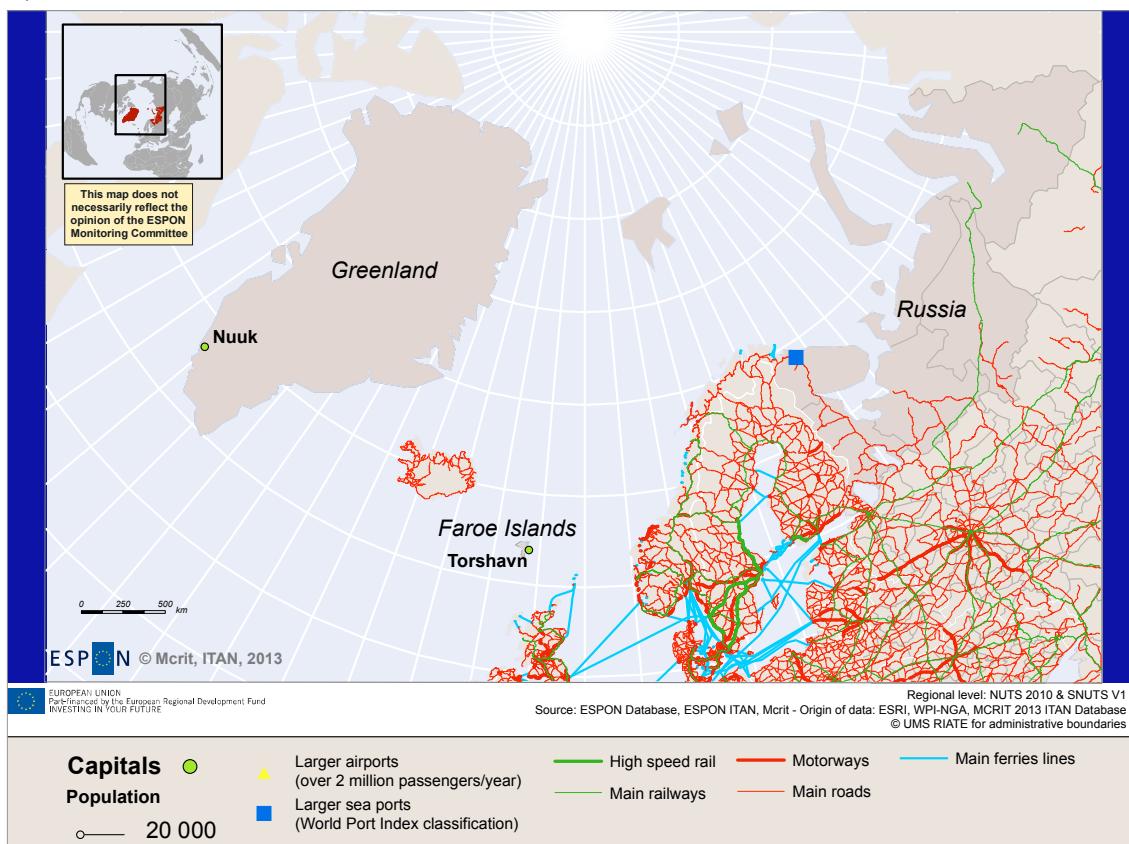 This map does not
necessarily reflect the
opinion of the ESPON
Monitoring Committee
Greenland
Nuuk
Russia
Faroe Islands
Torshavn
0 250 500 km
ESPON © Mcrit, ITAN, 2013
EUROPEAN UNION
Part-financed by the European Regional Development Fund
INVESTING IN YOUR FUTURE
Regional level: NUTS 2010 & SNUTS V1
Source: ESPON Database, ESPON ITAN, Mcrit - Origin of data: ESRI, WPI-NGA, MCRIT 2013 ITAN Database
© UMS RIATE for administrative boundaries
Capitals
Population
20 000
Larger airports
(over 2 million passengers/year)
Larger sea ports
(World Port Index classification)
High speed rail
Main railways
Motorways
Main roads
Main ferries lines